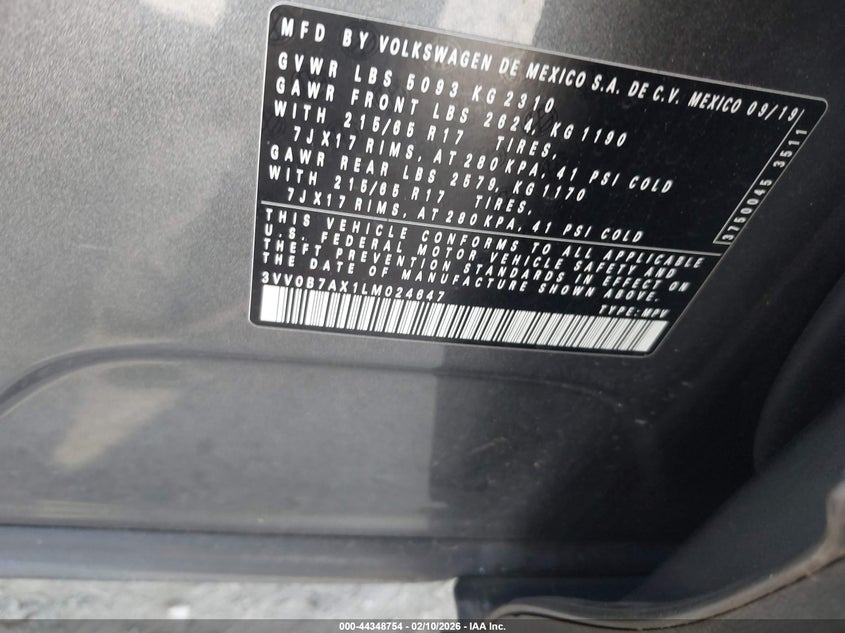 MFD BY VOLKSWAGEN DE MEXICO S.A. DE C.V. MEXICO 09/19
GVWR LBS 5093 KG 2310
GAWR FRONT LBS 2624, KG 1190
WITH 215/65 R17 TIRES,
7JX17 RIMS, AT 280 KPA, 41 PSI COLD
GAWR REAR LBS 2579, KG 1170
WITH 215/65 R17 TIRES,
7JX17 RIMS, AT 280 KPA, 41 PSI COLD
3750045 3511
THIS VEHICLE CONFORMS TO ALL APPLICABLE
U.S. FEDERAL MOTOR VEHICLE SAFETY AND
THEFT PREVENTION STANDARDS IN EFFECT ON
THE DATE OF MANUFACTURE SHOWN ABOVE.
3VV0B7AX1LM024647
TYPE: MPV
000-44348754 - 02/10/2026 - IAA Inc.